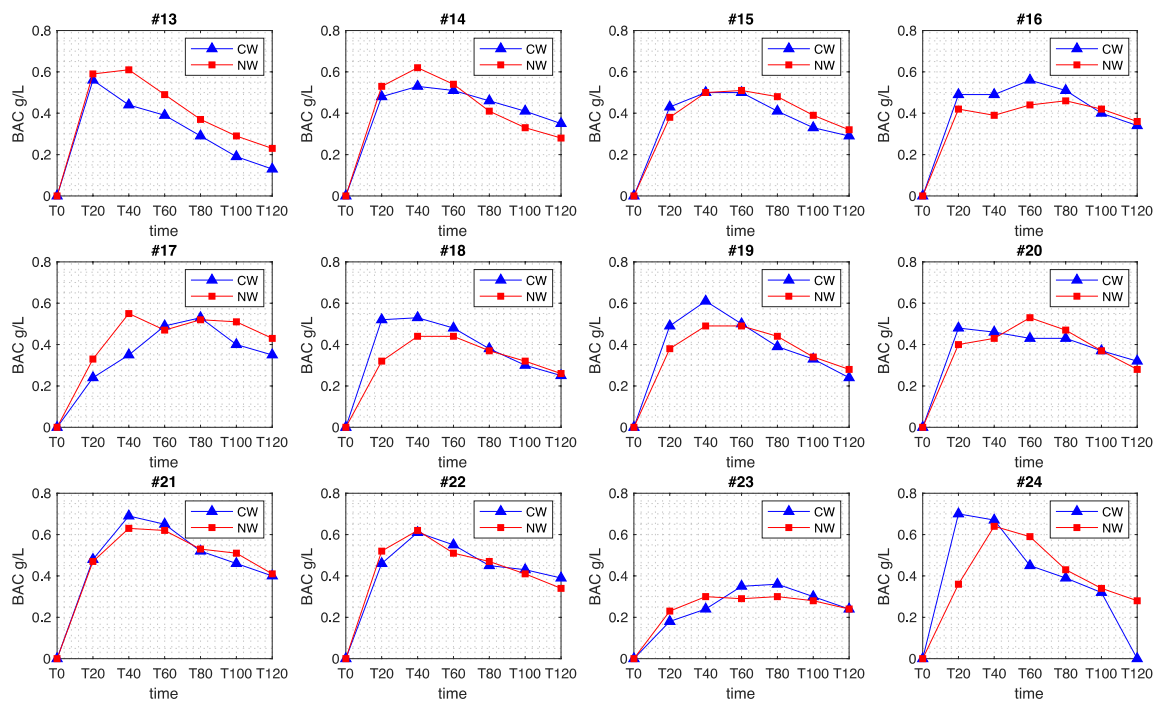 #13 #14 #15 #16
0.8 CW 0.8 CW 0.8 CW 0.8 CW
NW NW NW NW
0.6 0.6 0.6 0.6
BAC g/L BAC g/L BAC g/L BAC g/L
0.4 0.4 0.4 0.4
0.2 0.2 0.2 0.2
0 0 0 0
T0 T20 T40 T60 T80 T100 T120 T0 T20 T40 T60 T80 T100 T120 T0 T20 T40 T60 T80 T100 T120 T0 T20 T40 T60 T80 T100 T120
time time time time
#17 #18 #19 #20
0.8 CW 0.8 CW 0.8 CW 0.8 CW
NW NW NW NW
0.6 0.6 0.6 0.6
BAC g/L BAC g/L BAC g/L BAC g/L
0.4 0.4 0.4 0.4
0.2 0.2 0.2 0.2
0 0 0 0
T0 T20 T40 T60 T80 T100 T120 T0 T20 T40 T60 T80 T100 T120 T0 T20 T40 T60 T80 T100 T120 T0 T20 T40 T60 T80 T100 T120
time time time time
#21 #22 #23 #24
0.8 CW 0.8 CW 0.8 CW 0.8 CW
NW NW NW NW
0.6 0.6 0.6 0.6
BAC g/L BAC g/L BAC g/L BAC g/L
0.4 0.4 0.4 0.4
0.2 0.2 0.2 0.2
0 0 0 0
T0 T20 T40 T60 T80 T100 T120 T0 T20 T40 T60 T80 T100 T120 T0 T20 T40 T60 T80 T100 T120 T0 T20 T40 T60 T80 T100 T120
time time time time